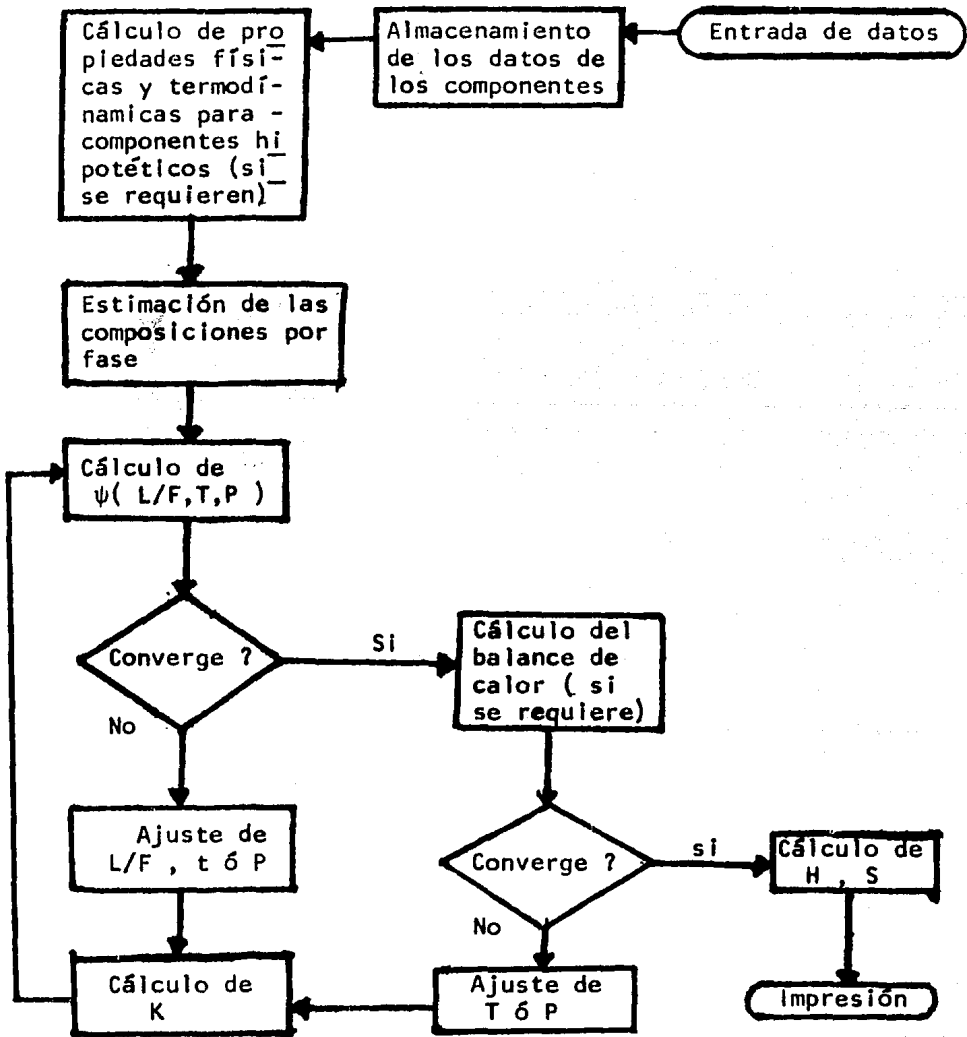 Entrada de datos
Almacenamiento
de los datos de
los componentes
Cálculo de pro
piedades físi-
cas y termodí-
namicas para -
componentes hi
potéticos (si
se requieren)
Estimación de las
composiciones por
fase
Cálculo de
ψ( L/F,T,P )
Converge ?
Si
No
Cálculo del
balance de
calor ( si
se requiere)
Ajuste de
L/F , t ó P
Converge ?
si
No
Cálculo de
H , S
Cálculo de
K
Ajuste de
T ó P
Impresión